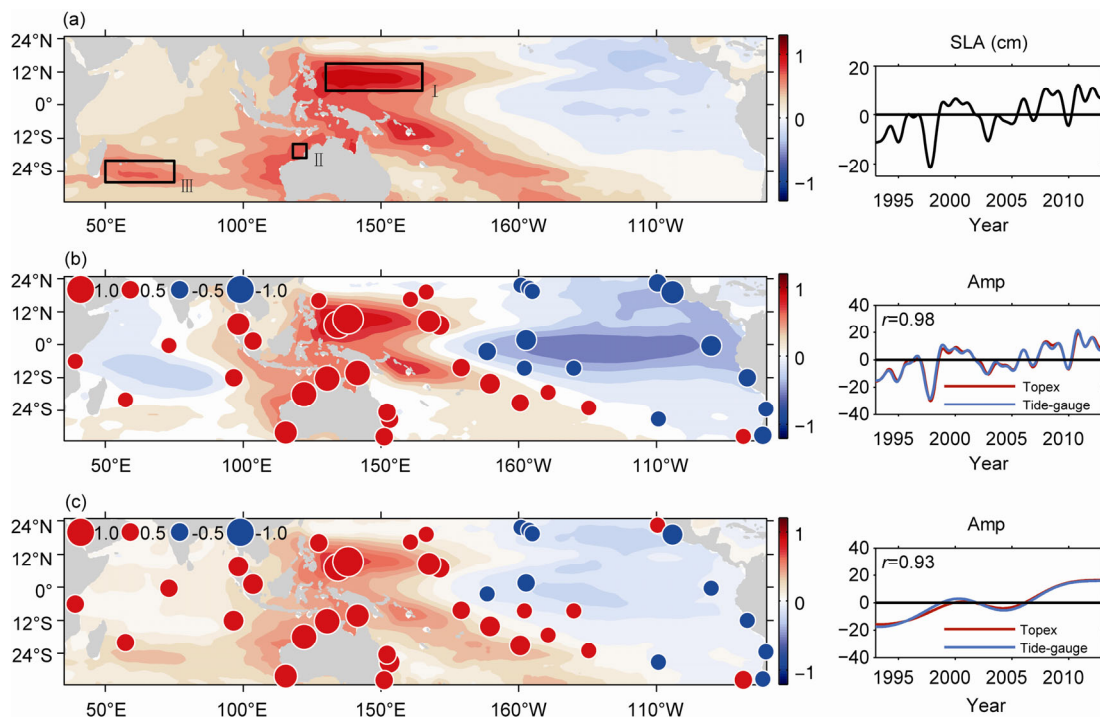 (a)
24°N
12°N
0°
12°S
24°S
I
II
III
50°E 100°E 150°E 160°W 110°W
1
0
−1
SLA (cm)
20
0
−20
1995 2000 2005 2010
Year
(b)
24°N
12°N
0°
12°S
24°S
1.0 0.5 -0.5 -1.0
50°E 100°E 150°E 160°W 110°W
1
0
−1
Amp
40
20
0
−20
−40
r=0.98
Topex
Tide-gauge
1995 2000 2005 2010
Year
(c)
24°N
12°N
0°
12°S
24°S
1.0 0.5 -0.5 -1.0
50°E 100°E 150°E 160°W 110°W
1
0
−1
Amp
40
20
0
−20
−40
r=0.93
Topex
Tide-gauge
1995 2000 2005 2010
Year